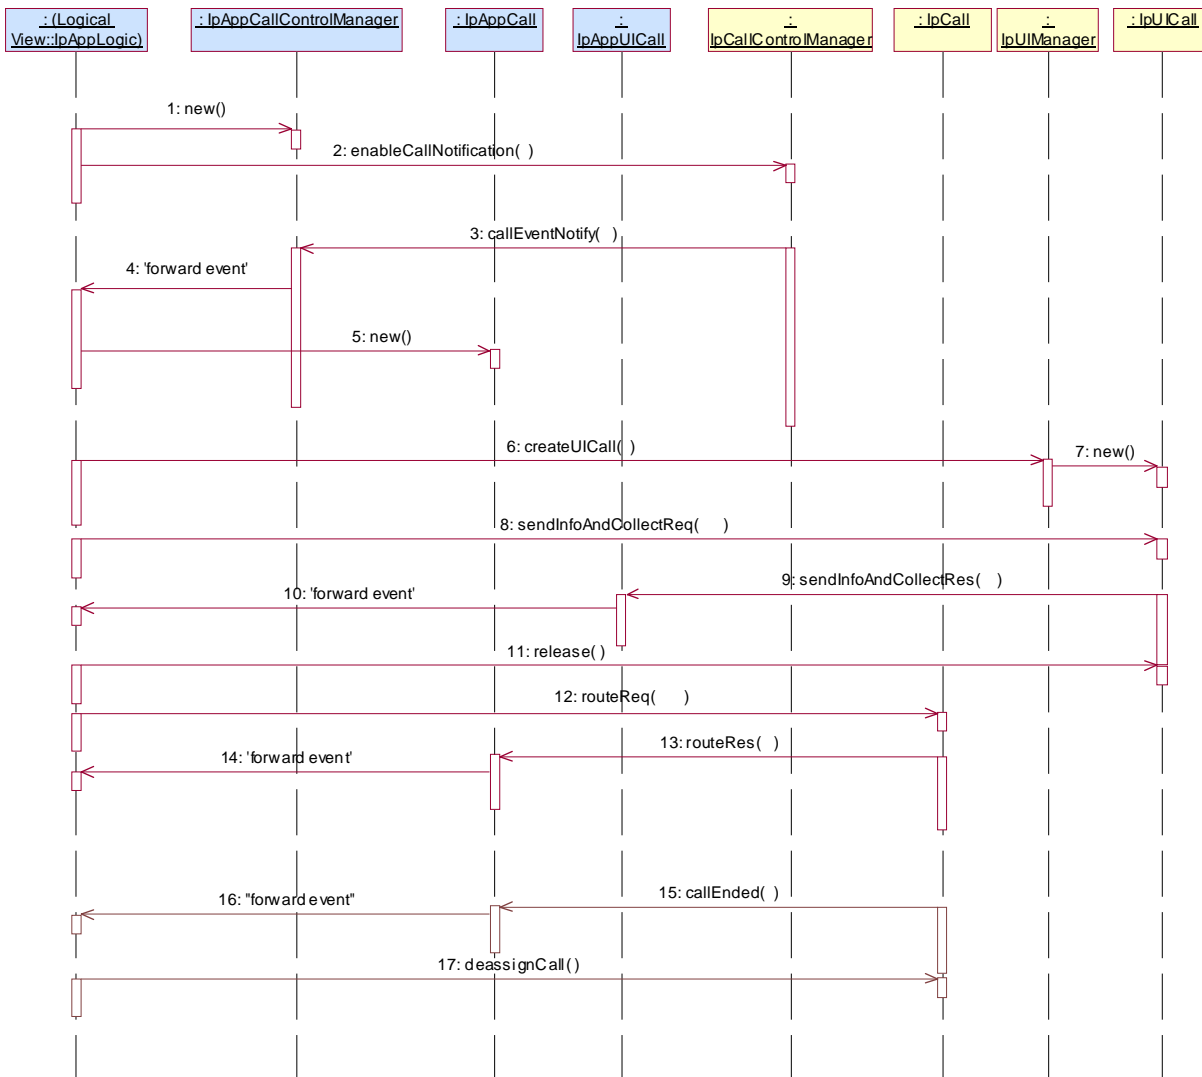 : (Logical
View::IpAppLogic)
: IpAppCallControlManager
: IpAppCall
:
IpAppUICall
:
IpCallControlManager
: IpCall
:
IpUIManager
: IpUICall
1: new()
2: enableCallNotification( )
3: callEventNotify( )
4: 'forward event'
5: new()
6: createUICall( )
7: new()
8: sendInfoAndCollectReq( )
9: sendInfoAndCollectRes( )
10: 'forward event'
11: release( )
12: routeReq( )
13: routeRes( )
14: 'forward event'
15: callEnded( )
16: "forward event"
17: deassignCall( )